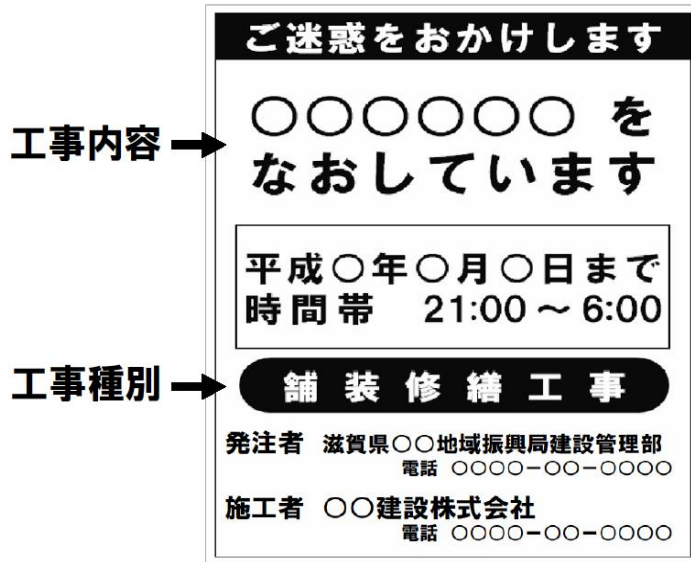 ご迷惑をおかけします
工事内容
○○○○○○ を
なおしています
平成○年○月○日まで
時間帯 21:00～6:00
工事種別
舗装修繕工事
発注者 滋賀県○○地域振興局建設管理部
電話 ○○○○-○○-○○○○
施工者 ○○建設株式会社
電話 ○○○○-○○-○○○○